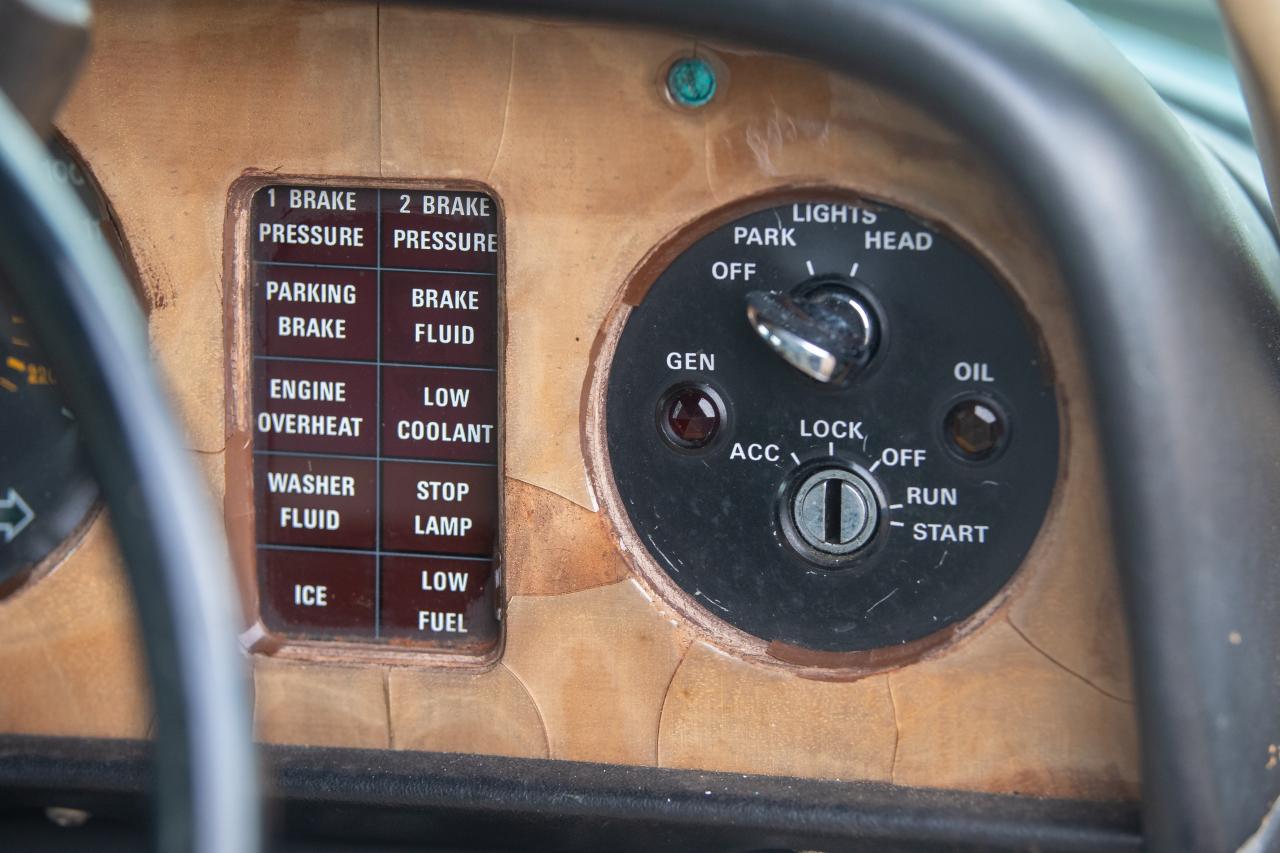 1 BRAKE
PRESSURE
2 BRAKE
PRESSURE
PARKING
BRAKE
BRAKE
FLUID
ENGINE
OVERHEAT
LOW
COOLANT
WASHER
FLUID
STOP
LAMP
ICE
LOW
FUEL
LIGHTS
PARK
HEAD
OFF
GEN
OIL
LOCK
ACC
OFF
RUN
START